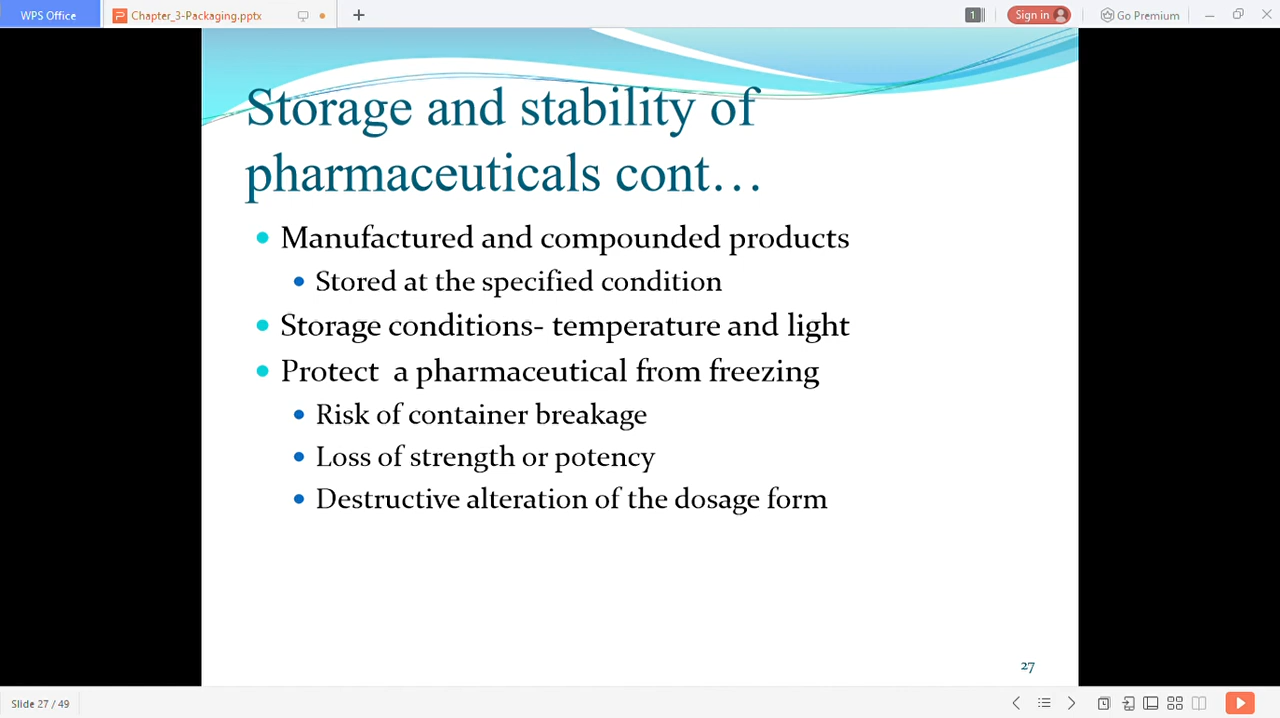 WPS Office
Chapter_3-Packaging.pptx
1
Sign in
Go Premium
Storage and stability of
pharmaceuticals cont…
Manufactured and compounded products
Stored at the specified condition
Storage conditions- temperature and light
Protect  a pharmaceutical from freezing
Risk of container breakage
Loss of strength or potency
Destructive alteration of the dosage form
27
Slide 27 / 49